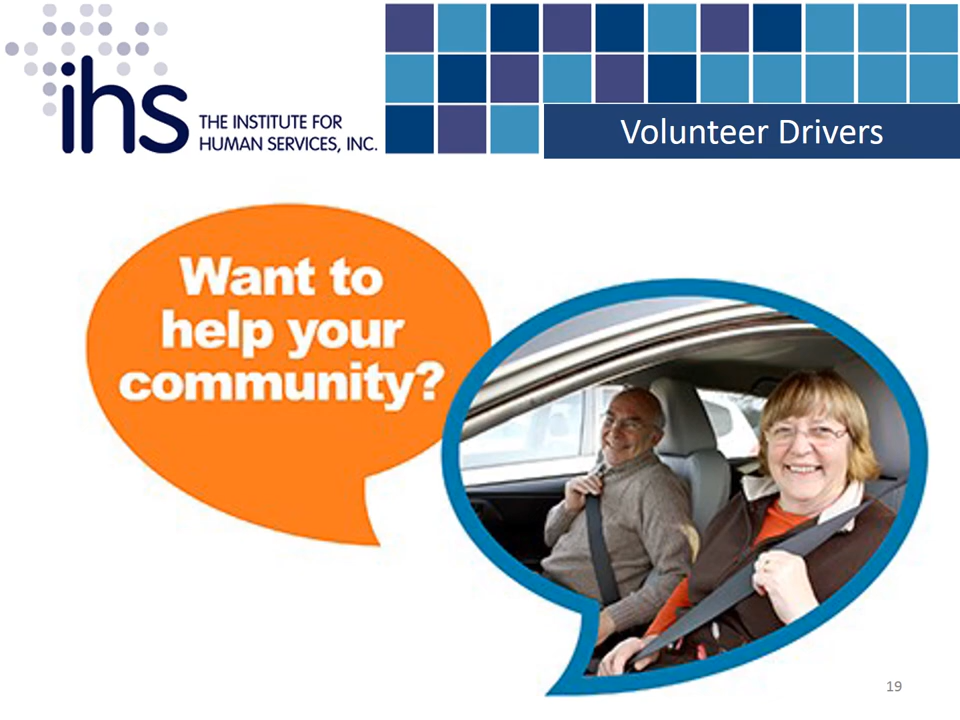 ihs
THE INSTITUTE FOR
HUMAN SERVICES, INC.
Volunteer Drivers
Want to
help your
community?
19